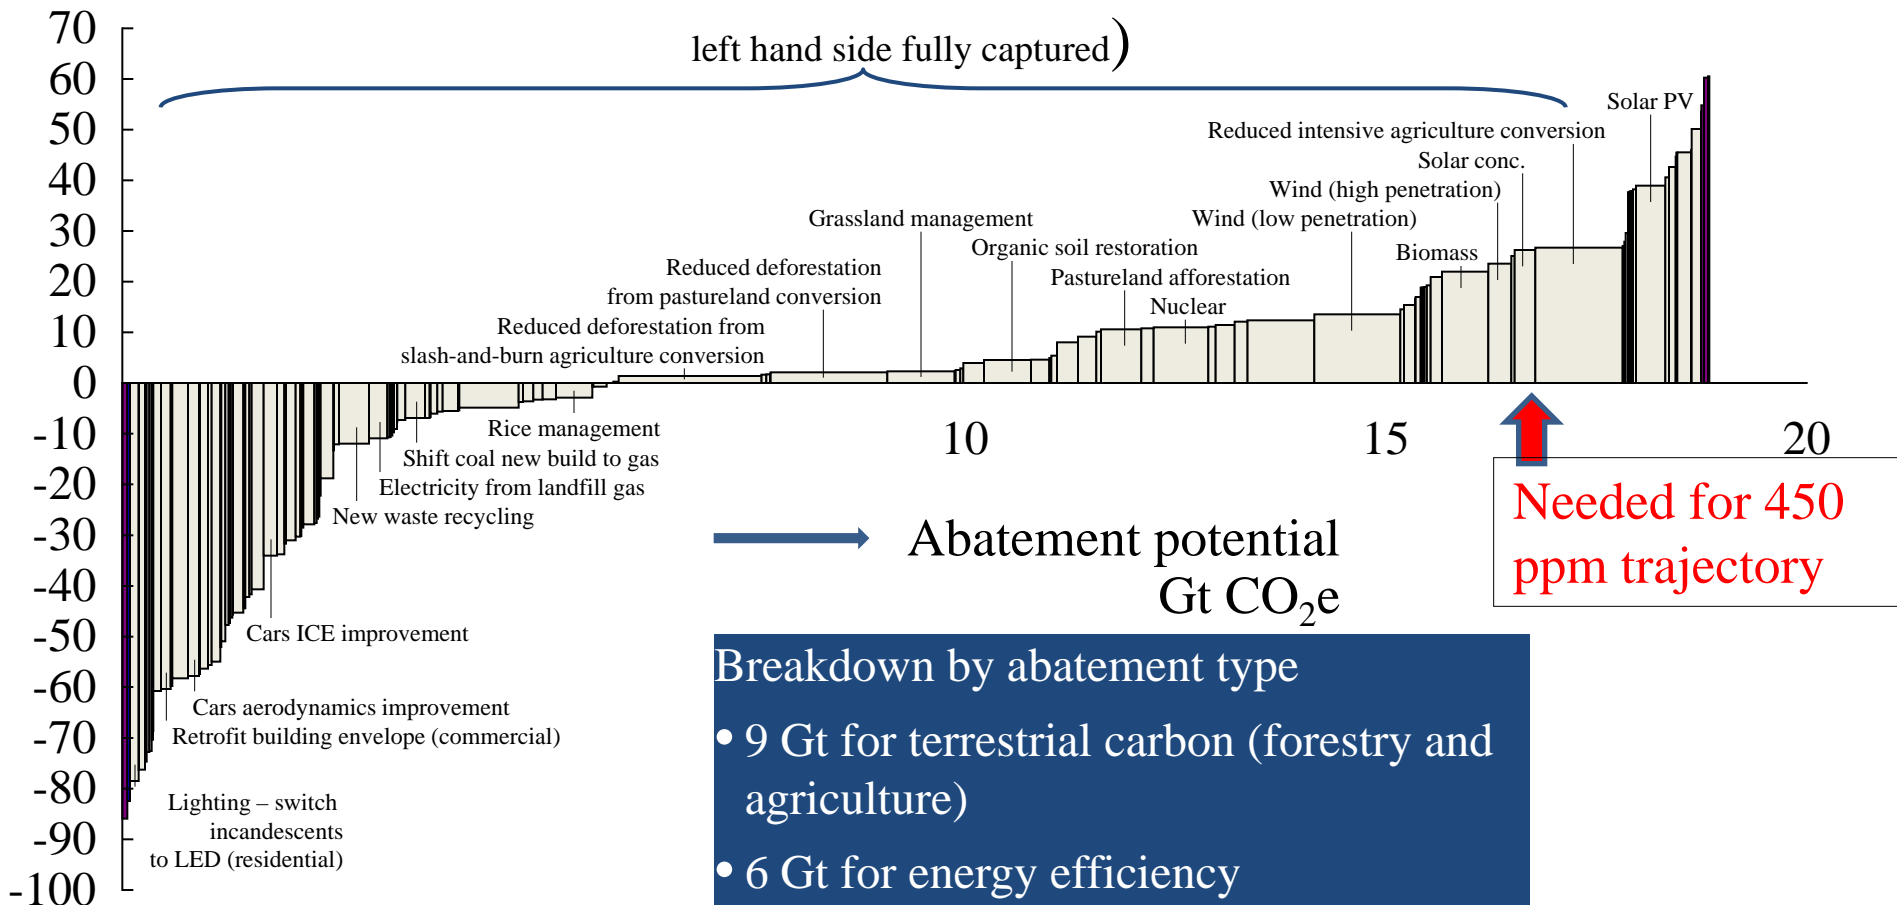 70
60
50
40
30
20
10
0
-10
-20
-30
-40
-50
-60
-70
-80
-90
-100
left hand side fully captured)
Solar PV
Reduced intensive agriculture conversion
Solar conc.
Wind (high penetration)
Grassland management
Wind (low penetration)
Organic soil restoration
Biomass
Reduced deforestation
from pastureland conversion
Pastureland afforestation
Nuclear
Reduced deforestation from
slash-and-burn agriculture conversion
10
15
20
Rice management
Shift coal new build to gas
Electricity from landfill gas
New waste recycling
Cars ICE improvement
Cars aerodynamics improvement
Retrofit building envelope (commercial)
Lighting – switch
incandescents
to LED (residential)
Needed for 450
ppm trajectory
Abatement potential
Gt CO₂e
Breakdown by abatement type
• 9 Gt for terrestrial carbon (forestry and
agriculture)
• 6 Gt for energy efficiency